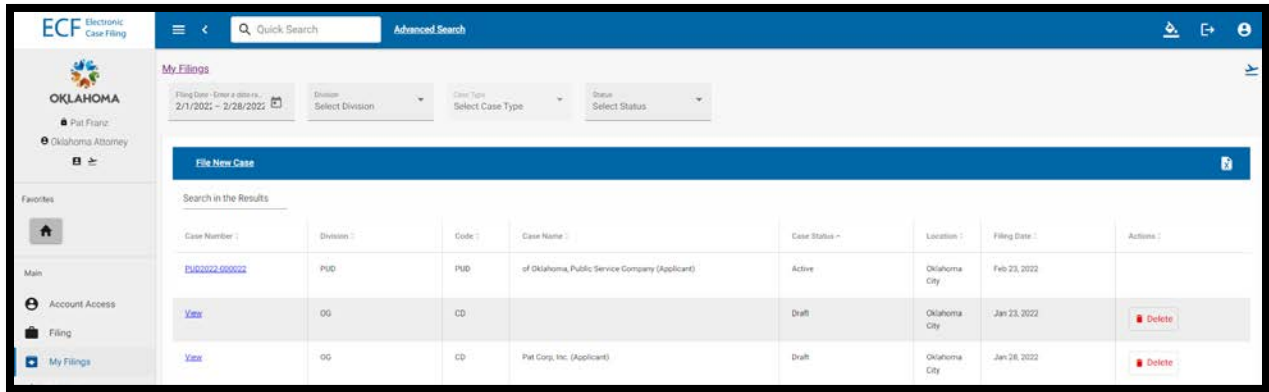 ECF Electronic Case Filing
Quick Search
Advanced Search
OKLAHOMA
Pat Franz
Oklahoma Attorney
Favorites
Main
Account Access
Filing
My Filings
My Filings
Filing Date - Enter a date ra...
2/1/2022 – 2/28/2022
Division
Select Division
Case Type
Select Case Type
Status
Select Status
File New Case
Search in the Results
Case Number Division Code Case Name Case Status Location Filing Date Actions
PUD2022-000022 PUD PUD of Oklahoma, Public Service Company (Applicant) Active Oklahoma City Feb 23, 2022
View OG CD Draft Oklahoma City Jan 23, 2022 Delete
View OG CD Pat Corp, Inc. (Applicant) Draft Oklahoma City Jan 28, 2022 Delete